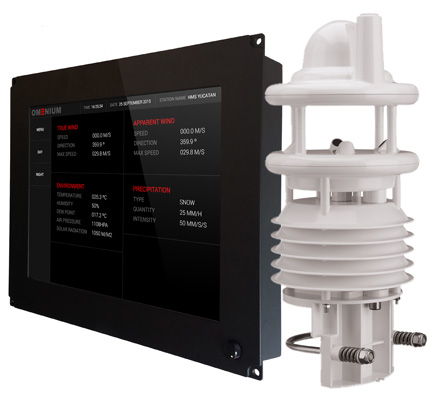 OMENIUM
TIME 16:23:24 DATE 25 SEPTEMBER 2015 STATION NAME HMS YUCATAN
MENU
DAY
NIGHT
TRUE WIND
SPEED 000.0 M/S
DIRECTION 359.9 º
MAX SPEED 029.8 M/S
APPARENT WIND
SPEED 000.0 M/S
DIRECTION 359.9 º
MAX SPEED 029.8 M/S
ENVIRONMENT
TEMPERATURE 025.3 ºC
HUMIDITY 50%
DEW POINT 017.2 ºC
AIR PRESSURE 1108HPA
SOLAR RADIATION 1050 W/M2
PRECIPITATION
TYPE SNOW
QUANTITY 25 MM/H
INTENSITY 50 MM/S/S